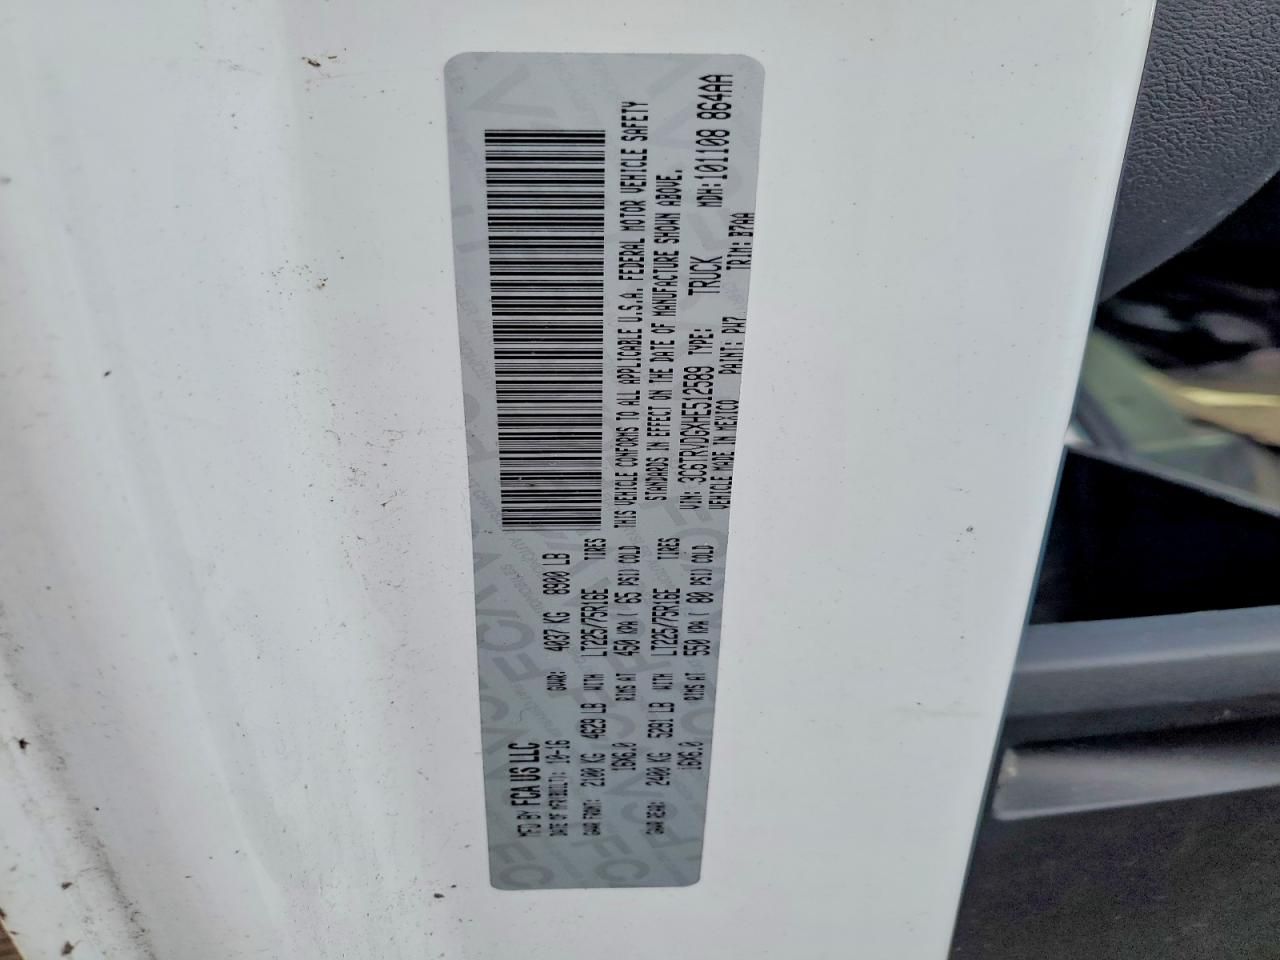 MFD BY FCA US LLC
DATE OF MFR(BUILT): 10-16 GVWR: 4037 KG 8900 LB
GAWR FRONT: 2100 KG 4629 LB WITH LT225/75R16E TIRES
16X6.0 RIMS AT 450 KPA ( 65 PSI) COLD
GAWR REAR: 2400 KG 5291 LB WITH LT225/75R16E TIRES
16X6.0 RIMS AT 550 KPA ( 80 PSI) COLD
THIS VEHICLE CONFORMS TO ALL APPLICABLE U.S.A. FEDERAL MOTOR VEHICLE SAFETY
STANDARDS IN EFFECT ON THE DATE OF MANUFACTURE SHOWN ABOVE.
VIN: 3C6TRVDGXHE512589 TYPE: TRUCK MDH:101108 864AA
VEHICLE MADE IN MEXICO PAINT: PW7 TRIM: B7AA